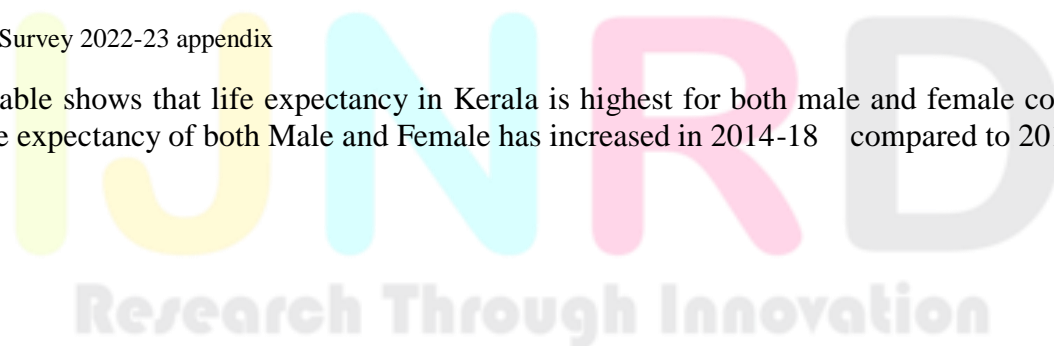 Survey 2022-23 appendix
able shows that life expectancy in Kerala is highest for both male and female co
e expectancy of both Male and Female has increased in 2014-18 compared to 20
IJNRD
Research Through Innovation